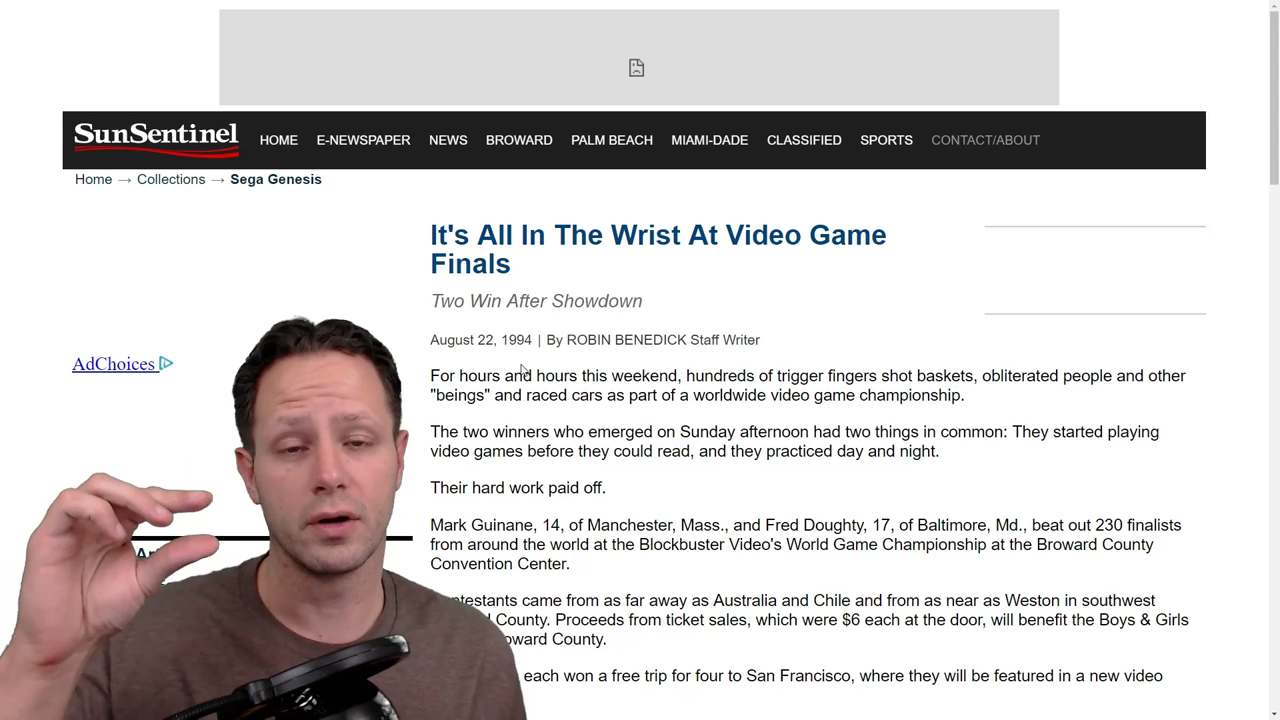 SunSentinel
HOME E-NEWSPAPER NEWS BROWARD PALM BEACH MIAMI-DADE CLASSIFIED SPORTS CONTACT/ABOUT
Home → Collections → Sega Genesis
It's All In The Wrist At Video Game
Finals
Two Win After Showdown
August 22, 1994 | By ROBIN BENEDICK Staff Writer
AdChoices
For hours and hours this weekend, hundreds of trigger fingers shot baskets, obliterated people and other
"beings" and raced cars as part of a worldwide video game championship.
The two winners who emerged on Sunday afternoon had two things in common: They started playing
video games before they could read, and they practiced day and night.
Their hard work paid off.
Mark Guinane, 14, of Manchester, Mass., and Fred Doughty, 17, of Baltimore, Md., beat out 230 finalists
from around the world at the Blockbuster Video's World Game Championship at the Broward County
Convention Center.
came from as far away as Australia and Chile and from as near as Weston in southwest
County. Proceeds from ticket sales, which were $6 each at the door, will benefit the Boys & Girls
County.
each won a free trip for four to San Francisco, where they will be featured in a new video